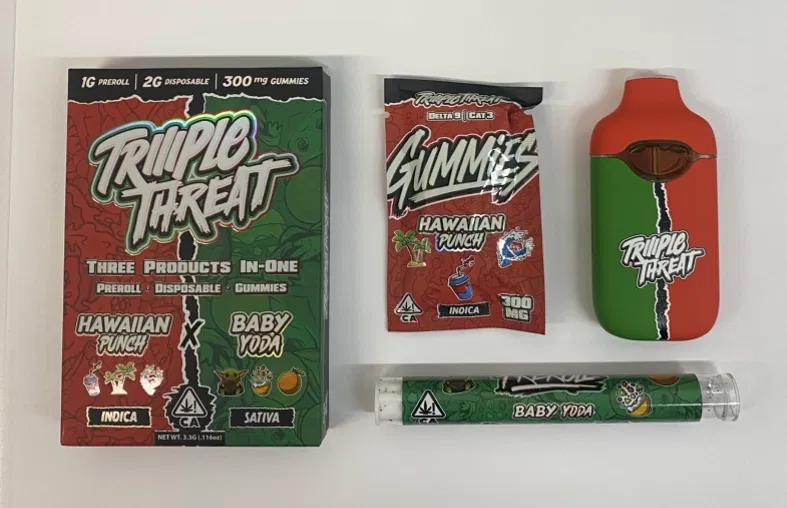 1G PREROLL | 2G DISPOSABLE | 300mg GUMMIES
TRIIIPLE
THREAT
THREE PRODUCTS IN-ONE
PREROLL · DISPOSABLE · GUMMIES
HAWAIIAN
PUNCH
X
BABY
YODA
INDICA
CA
SATIVA
NET WT. 3.3G (.116oz)
TRIIIPLE THREAT
DELTA 9 | CAT 3
GUMMIES
HAWAIIAN
PUNCH
CA
INDICA
300
MG
TRIIIPLE
THREAT
PREROLL
BABY YODA
CA